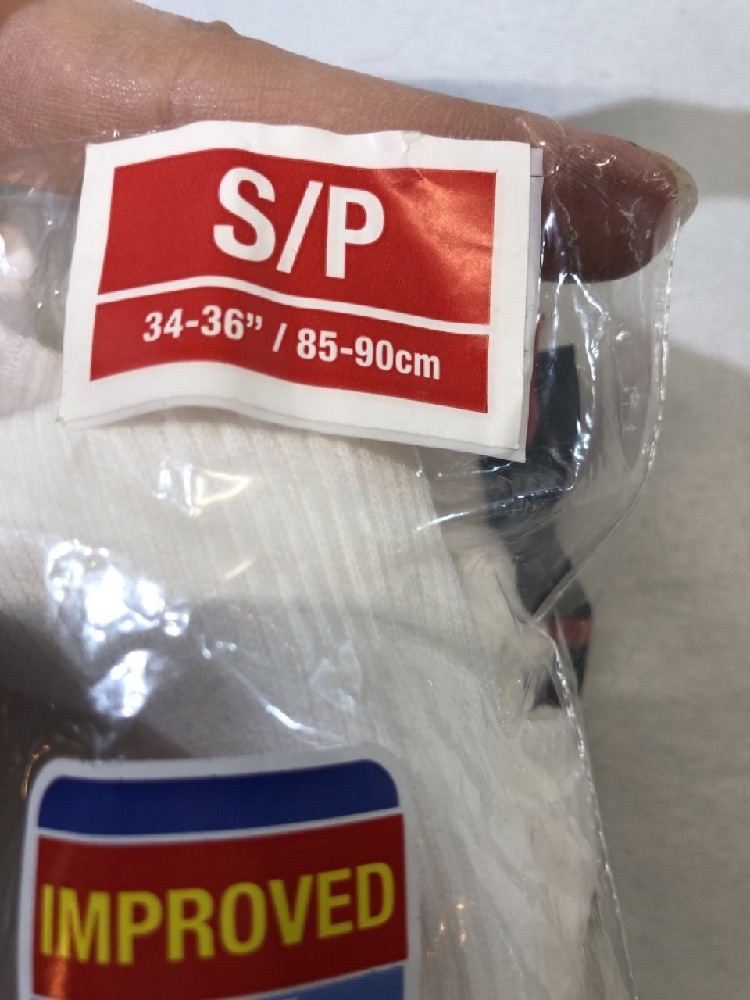 S/P
34-36” / 85-90cm
IMPROVED